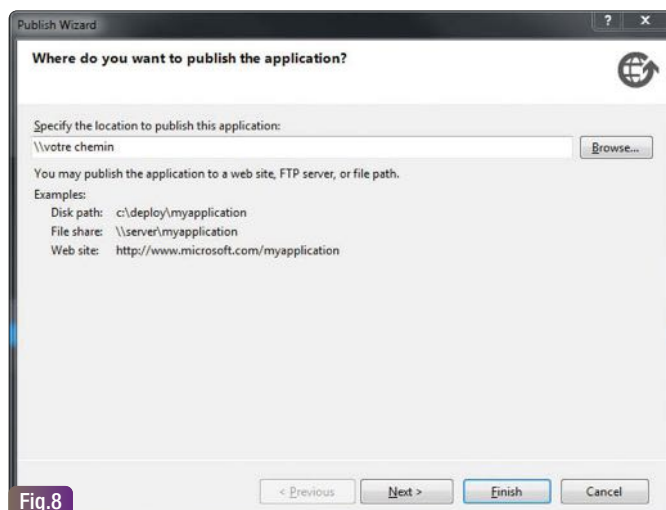 Publish Wizard
? X
Where do you want to publish the application?
Specify the location to publish this application:
\\votre chemin
Browse...
You may publish the application to a web site, FTP server, or file path.
Examples:
Disk path: c:\deploy\myapplication
File share: \\server\myapplication
Web site: http://www.microsoft.com/myapplication
< Previous Next > Finish Cancel
Fig.8